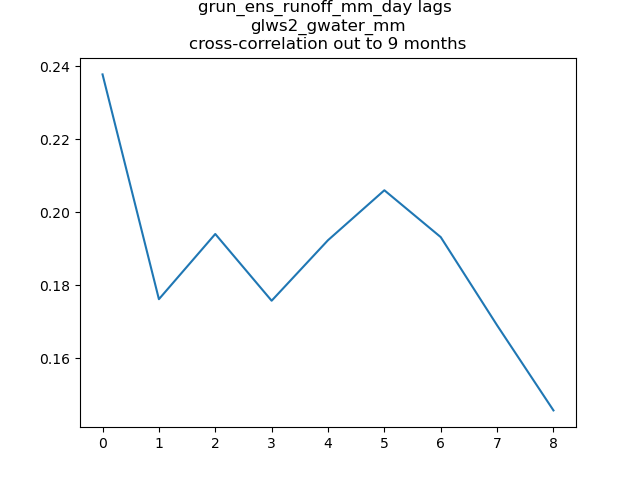 grun_ens_runoff_mm_day lags
glws2_gwater_mm
cross-correlation out to 9 months
0.24
0.22
0.20
0.18
0.16
0 1 2 3 4 5 6 7 8